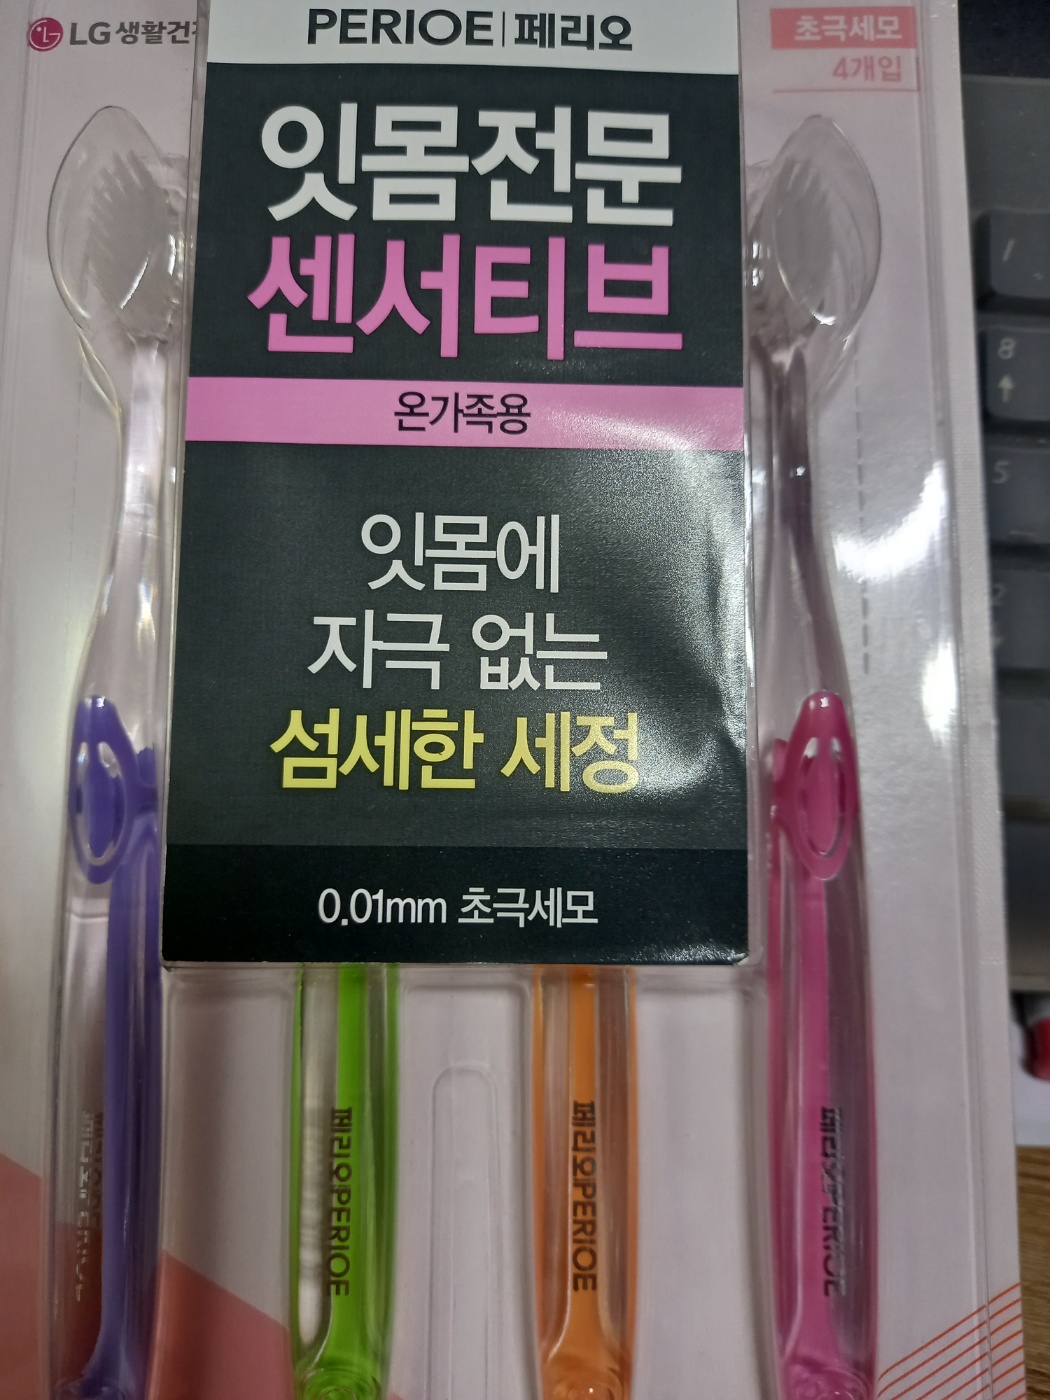 LG생활건
PERIOE | 페리오
초극세모
4개입
잇몸전문
센서티브
온가족용
잇몸에
자극 없는
섬세한 세정
0.01mm 초극세모
페리오PERIOE
페리오PERIOE
페리오PERIOE
페리오PERIOE
/
8
5
2